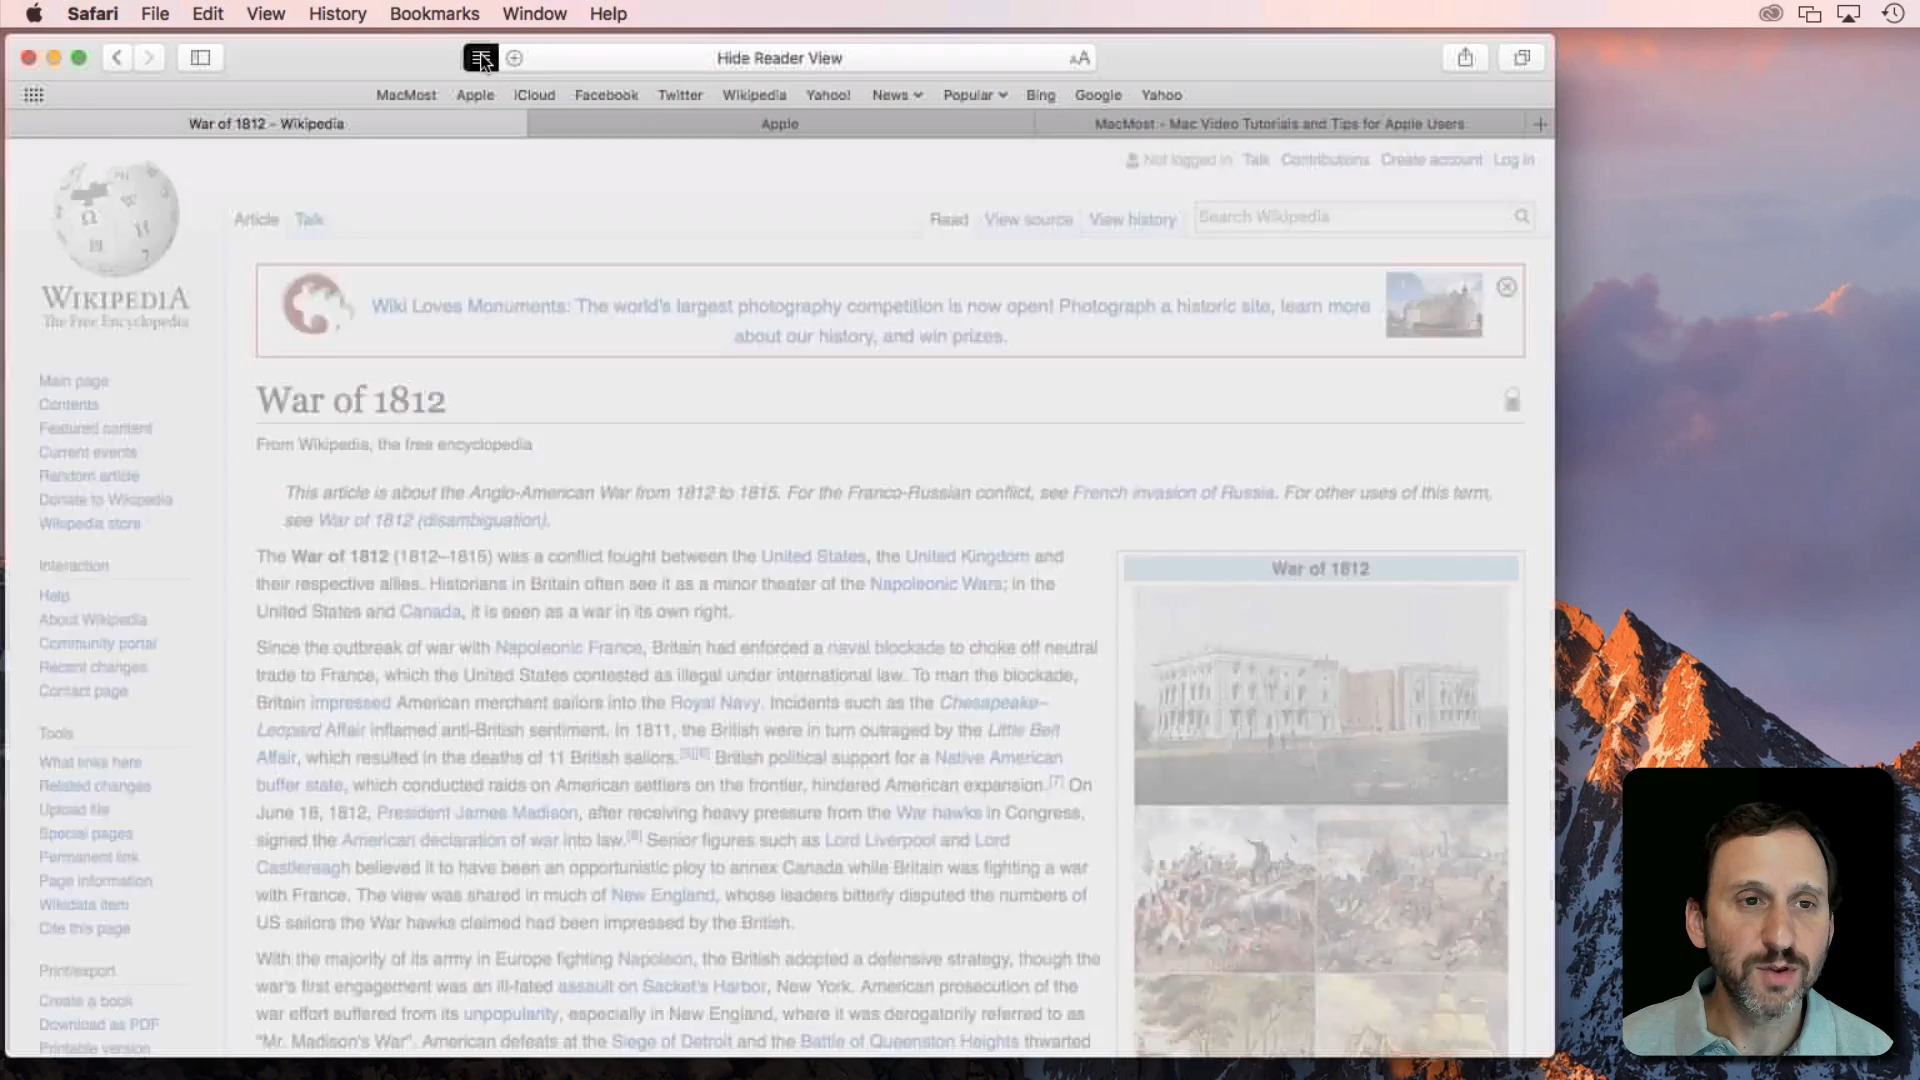 Safari File Edit View History Bookmarks Window Help
Hide Reader View AA
MacMost Apple iCloud Facebook Twitter Wikipedia Yahoo! News Popular Bing Google Yahoo
War of 1812 - Wikipedia Apple MacMost - Mac Video Tutorials and Tips for Apple Users
Not logged in Talk Contributions Create account Log in
Article Talk Read View source View history Search Wikipedia
WIKIPEDIA
The Free Encyclopedia
Wiki Loves Monuments: The world's largest photography competition is now open! Photograph a historic site, learn more
about our history, and win prizes.
Main page
Contents
Featured content
Current events
Random article
Donate to Wikipedia
Wikipedia store
Interaction
Help
About Wikipedia
Community portal
Recent changes
Contact page
Tools
What links here
Related changes
Upload file
Special pages
Permanent link
Page information
Wikidata item
Cite this page
Print/export
Create a book
Download as PDF
Printable version
War of 1812
From Wikipedia, the free encyclopedia
This article is about the Anglo-American War from 1812 to 1815. For the Franco-Russian conflict, see French invasion of Russia. For other uses of this term,
see War of 1812 (disambiguation).
The War of 1812 (1812–1815) was a conflict fought between the United States, the United Kingdom and
their respective allies. Historians in Britain often see it as a minor theater of the Napoleonic Wars; in the
United States and Canada, it is seen as a war in its own right.
Since the outbreak of war with Napoleonic France, Britain had enforced a naval blockade to choke off neutral
trade to France, which the United States contested as illegal under international law. To man the blockade,
Britain impressed American merchant sailors into the Royal Navy. Incidents such as the Chesapeake–
Leopard Affair inflamed anti-British sentiment. In 1811, the British were in turn outraged by the Little Belt
Affair, which resulted in the deaths of 11 British sailors.[5][6] British political support for a Native American
buffer state, which conducted raids on American settlers on the frontier, hindered American expansion.[7] On
June 18, 1812, President James Madison, after receiving heavy pressure from the War hawks in Congress,
signed the American declaration of war into law.[8] Senior figures such as Lord Liverpool and Lord
Castlereagh believed it to have been an opportunistic ploy to annex Canada while Britain was fighting a war
with France. The view was shared in much of New England, whose leaders bitterly disputed the numbers of
US sailors the War hawks claimed had been impressed by the British.
With the majority of its army in Europe fighting Napoleon, the British adopted a defensive strategy, though the
war's first engagement was an ill-fated assault on Sacket's Harbor, New York. American prosecution of the
war effort suffered from its unpopularity, especially in New England, where it was derogatorily referred to as
"Mr. Madison's War". American defeats at the Siege of Detroit and the Battle of Queenston Heights thwarted
War of 1812